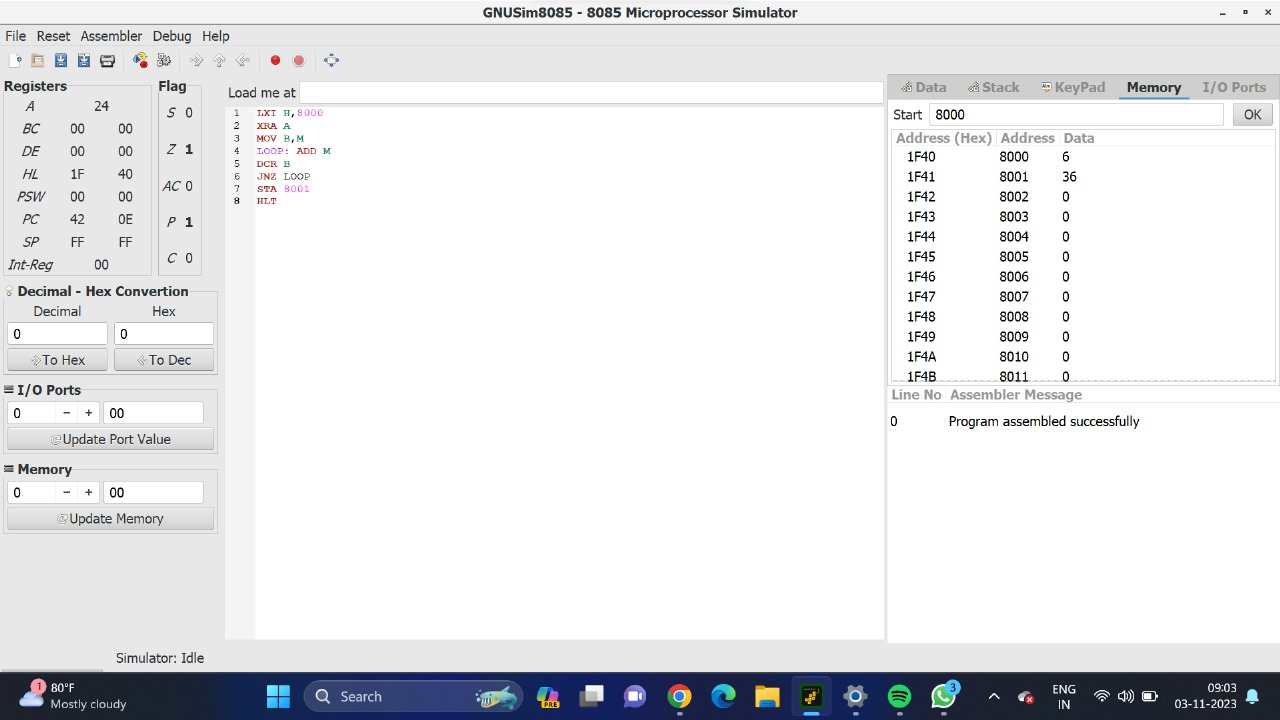 GNUSim8085 - 8085 Microprocessor Simulator
File Reset Assembler Debug Help
Registers
A 24
BC 00 00
DE 00 00
HL 1F 40
PSW 00 00
PC 42 0E
SP FF FF
Int-Reg 00
Flag
S 0
Z 1
AC 0
P 1
C 0
Decimal - Hex Convertion
Decimal Hex
0 0
To Hex To Dec
I/O Ports
0 - + 00
Update Port Value
Memory
0 - + 00
Update Memory
Load me at
1 LXI H,8000
2 XRA A
3 MOV B,M
4 LOOP: ADD M
5 DCR B
6 JNZ LOOP
7 STA 8001
8 HLT
Data Stack KeyPad Memory I/O Ports
Start 8000 OK
Address (Hex) Address Data
1F40 8000 6
1F41 8001 36
1F42 8002 0
1F43 8003 0
1F44 8004 0
1F45 8005 0
1F46 8006 0
1F47 8007 0
1F48 8008 0
1F49 8009 0
1F4A 8010 0
1F4B 8011 0
Line No Assembler Message
0 Program assembled successfully
Simulator: Idle
1 80°F
Mostly cloudy
Search
PRE
3
ENG
IN
09:03
03-11-2023